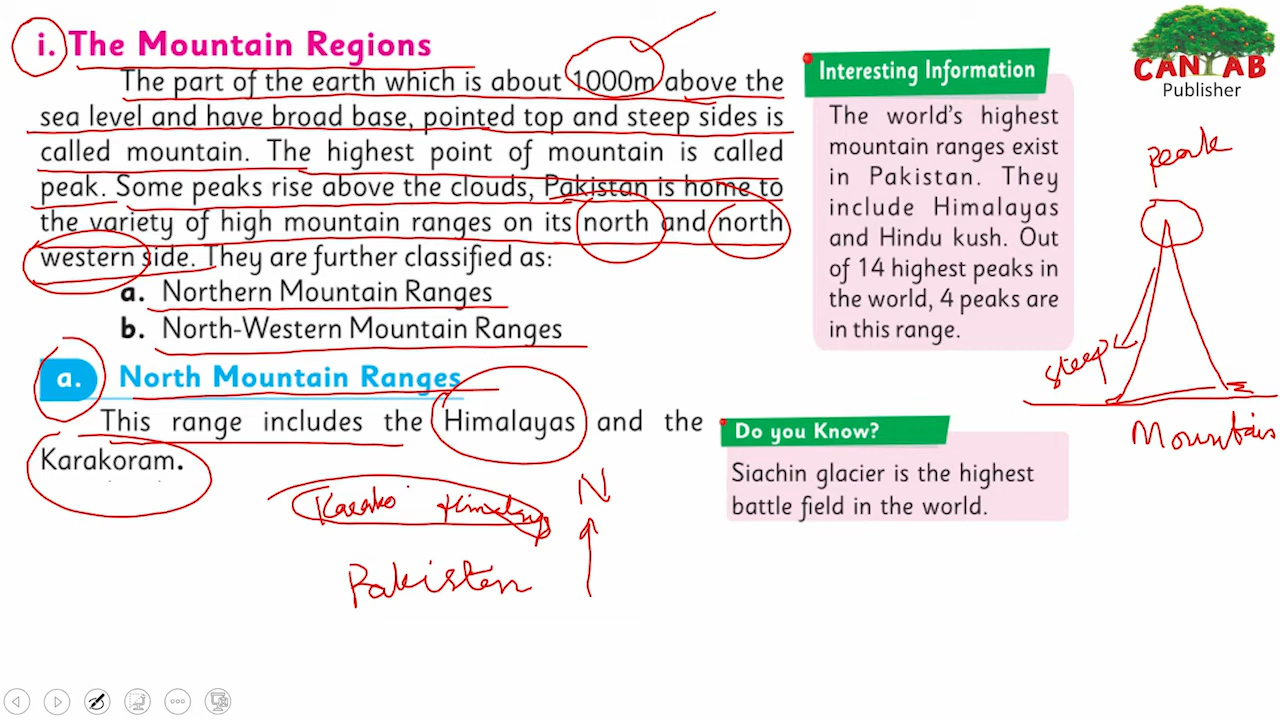 i. The Mountain Regions
The part of the earth which is about 1000m above the
sea level and have broad base, pointed top and steep sides is
called mountain. The highest point of mountain is called
peak. Some peaks rise above the clouds, Pakistan is home to
the variety of high mountain ranges on its north and north
western side. They are further classified as:
a. Northern Mountain Ranges
b. North-Western Mountain Ranges
a. North Mountain Ranges
This range includes the Himalayas and the
Karakoram.
Karako Himalays
N
Pakistan
Interesting Information
The world's highest
mountain ranges exist
in Pakistan. They
include Himalayas
and Hindu kush. Out
of 14 highest peaks in
the world, 4 peaks are
in this range.
Do you Know?
Siachin glacier is the highest
battle field in the world.
CANTAB
Publisher
peak
steep
Mountain